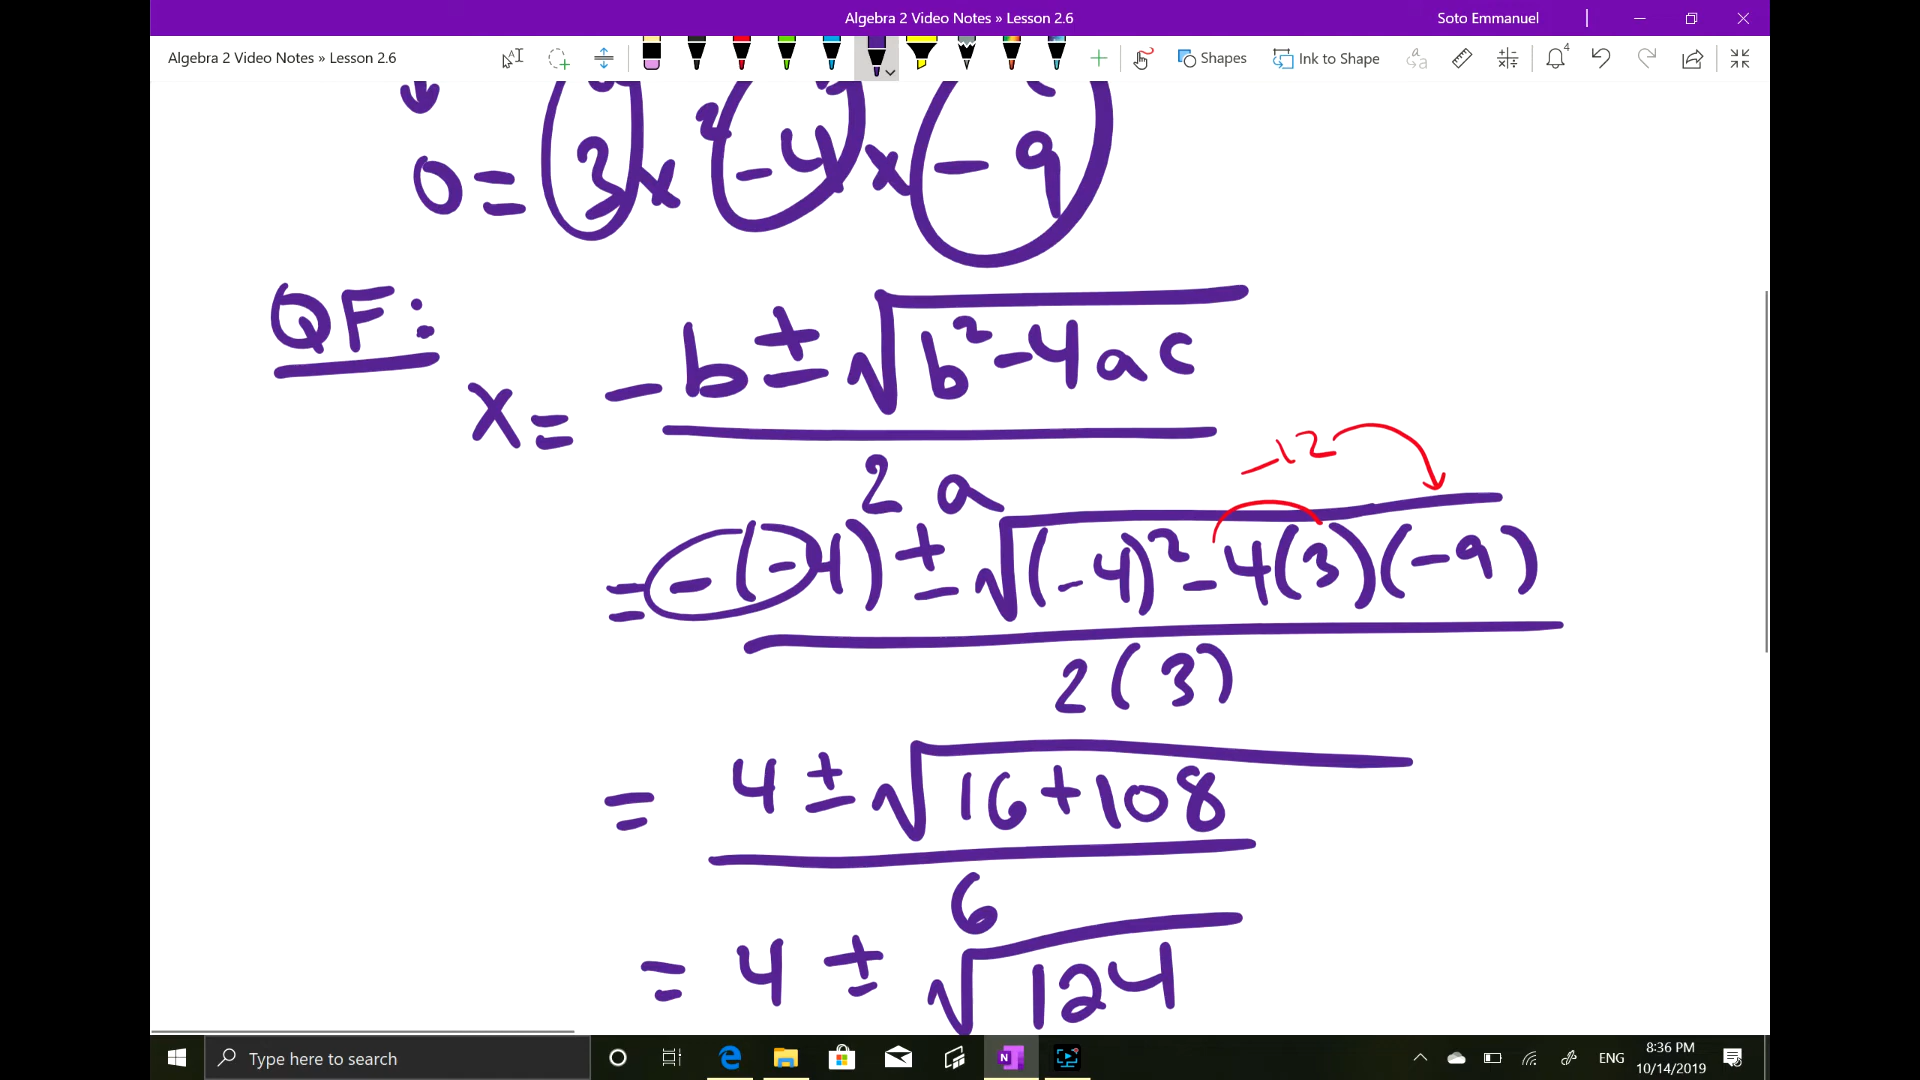 Algebra 2 Video Notes » Lesson 2.6
Soto Emmanuel
Algebra 2 Video Notes » Lesson 2.6
Shapes
Ink to Shape
4
0 = 3x² - 4x - 9
QF:
x = -b ± √b² - 4ac
2a
-12
= -(-4) ± √(-4)² - 4(3)(-9)
2(3)
= 4 ± √16 + 108
6
= 4 ± √124
Type here to search
ENG
8:36 PM
10/14/2019